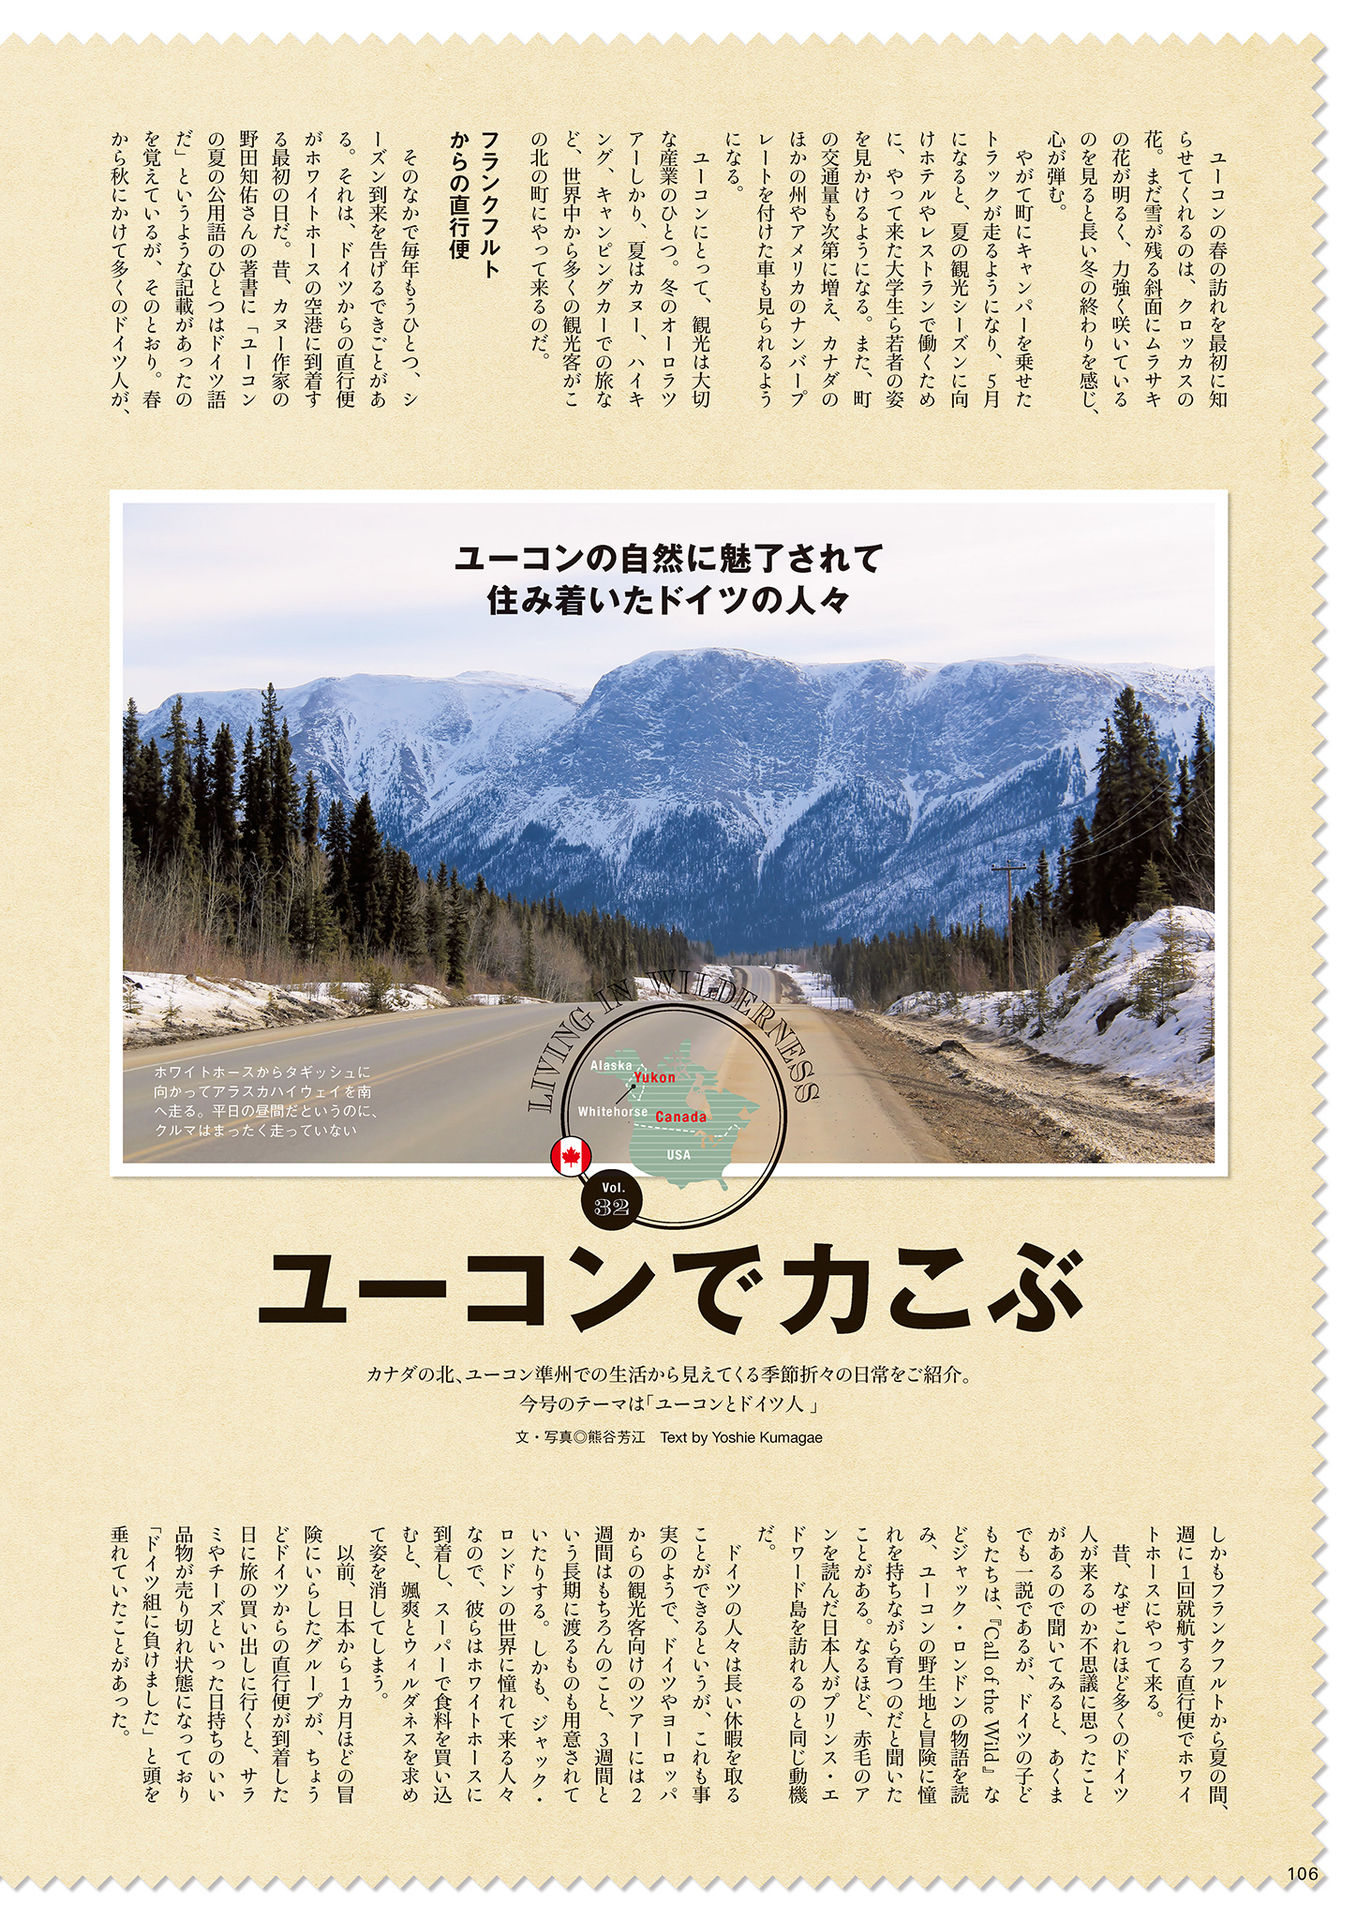 ユーコンの春の訪れを最初に知
らせてくれるのは、クロッカスの
花。まだ雪が残る斜面にムラサキ
の花が明るく、力強く咲いている
のを見ると長い冬の終わりを感じ、
心が弾む。
やがて町にキャンパーを乗せた
トラックが走るようになり、5月
になると、夏の観光シーズンに向
けホテルやレストランで働くため
に、やって来た大学生ら若者の姿
を見かけるようになる。また、町
の交通量も次第に増え、カナダの
ほかの州やアメリカのナンバープ
レートを付けた車も見られるよう
になる。
ユーコンにとって、観光は大切
な産業のひとつ。冬のオーロラツ
アーしかり、夏はカヌー、ハイキ
ング、キャンピングカーでの旅な
ど、世界中から多くの観光客がこ
の北の町にやって来るのだ。
フランクフルト
からの直行便
そのなかで毎年もうひとつ、シ
ーズン到来を告げるできごとがあ
る。それは、ドイツからの直行便
がホワイトホースの空港に到着す
る最初の日だ。昔、カヌー作家の
野田知佑さんの著書に「ユーコン
の夏の公用語のひとつはドイツ語
だ」というような記載があったの
を覚えているが、そのとおり。春
から秋にかけて多くのドイツ人が、
ユーコンの自然に魅了されて
住み着いたドイツの人々
ホワイトホースからタギッシュに
向かってアラスカハイウェイを南
へ走る。平日の昼間だというのに、
クルマはまったく走っていない
LIVING IN WILDERNESS
Alaska
Yukon
Whitehorse
Canada
USA
Vol.
32
ユーコンで力こぶ
カナダの北、ユーコン準州での生活から見えてくる季節折々の日常をご紹介。
今号のテーマは「ユーコンとドイツ人」
文・写真◎熊谷芳江 Text by Yoshie Kumagae
しかもフランクフルトから夏の間、
週に1回就航する直行便でホワイ
トホースにやって来る。
昔、なぜこれほど多くのドイツ
人が来るのか不思議に思ったこと
があるので聞いてみると、あくま
でも一説であるが、ドイツの子ど
もたちは、『Call of the Wild』な
どジャック・ロンドンの物語を読
み、ユーコンの野生地と冒険に憧
れを持ちながら育つのだと聞いた
ことがある。なるほど、赤毛のア
ンを読んだ日本人がプリンス・エ
ドワード島を訪れるのと同じ動機
だ。
ドイツの人々は長い休暇を取る
ことができるというが、これも事
実のようで、ドイツやヨーロッパ
からの観光客向けのツアーには2
週間はもちろんのこと、3週間と
いう長期に渡るものも用意されて
いたりする。しかも、ジャック・
ロンドンの世界に憧れて来る人々
なので、彼らはホワイトホースに
到着し、スーパーで食料を買い込
むと、颯爽とウィルダネスを求め
て姿を消してしまう。
以前、日本から1カ月ほどの冒
険にいらしたグループが、ちょう
どドイツからの直行便が到着した
日に旅の買い出しに行くと、サラ
ミやチーズといった日持ちのいい
品物が売り切れ状態になっており
「ドイツ組に負けました」と頭を
垂れていたことがあった。
106